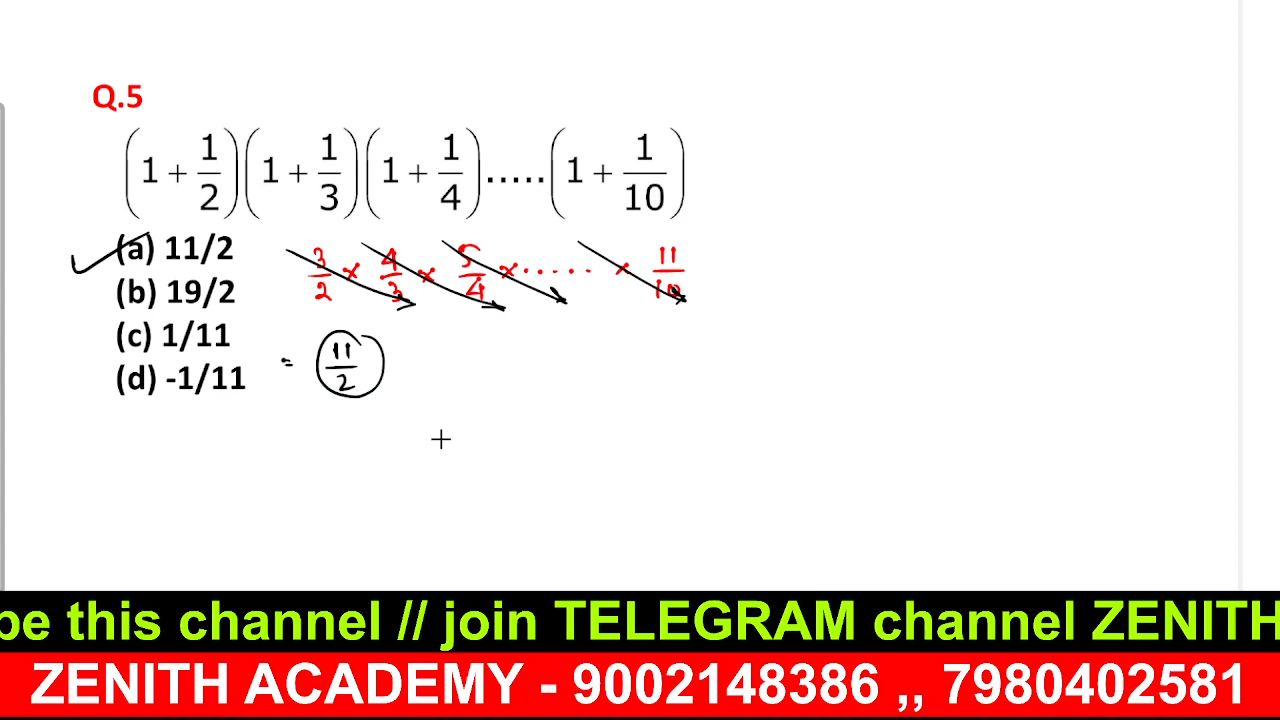 Q.5
(1 + 1/2)(1 + 1/3)(1 + 1/4).....(1 + 1/10)
(a) 11/2
(b) 19/2
(c) 1/11
(d) -1/11
3/2 × 4/3 × 5/4 × ..... × 11/10
= 11/2
+
be this channel // join TELEGRAM channel ZENITH
ZENITH ACADEMY - 9002148386 ,, 7980402581